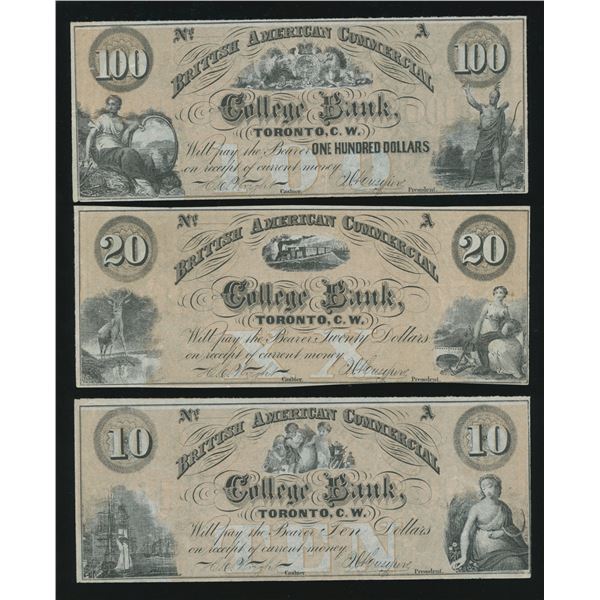 100 No A 100
BRITISH AMERICAN COMMERCIAL
College Bank,
TORONTO, C.W.
Will pay the Bearer ONE HUNDRED DOLLARS
on receipt of current money.
Cashier. President.
20 No A 20
BRITISH AMERICAN COMMERCIAL
College Bank,
TORONTO, C.W.
Will pay the Bearer Twenty Dollars
on receipt of current money
Cashier. President.
10 No A 10
BRITISH AMERICAN COMMERCIAL
College Bank,
TORONTO, C.W.
Will pay the Bearer Ten Dollars
on receipt of current money.
TEN
Cashier. President.